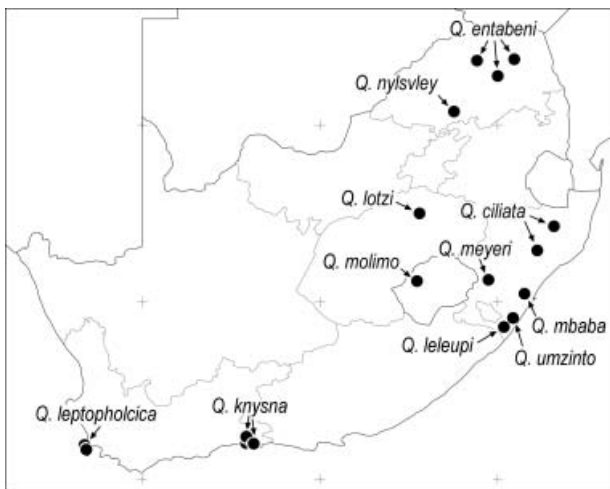 Q. entabeni
Q. nylsvley
Q. lotzi
Q. ciliata
Q. meyeri
Q. molimo
Q. mbaba
Q. leleupi
Q. umzinto
Q. leptopholcica
Q. knysna